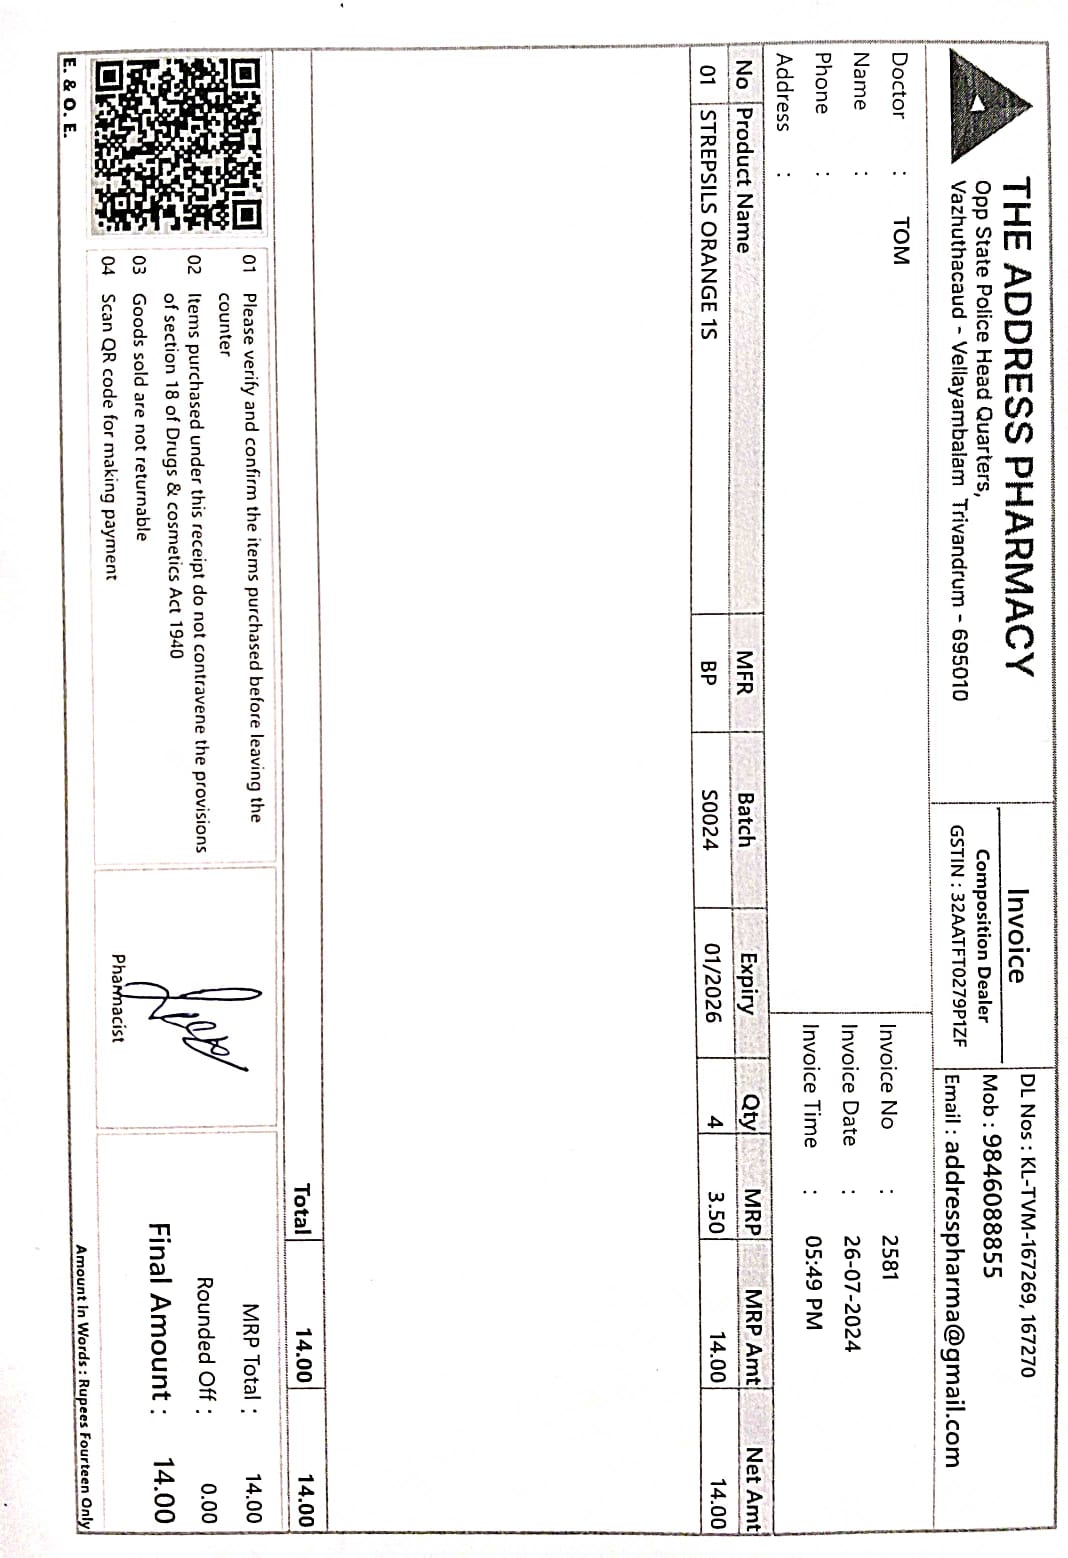 THE ADDRESS PHARMACY
Opp State Police Head Quarters,
Vazhuthacaud - Vellayambalam Trivandrum - 695010
Invoice
Composition Dealer
GSTIN : 32AATFT0279P1ZF
DL Nos : KL-TVM-167269, 167270
Mob : 9846088855
Email : addresspharma@gmail.com
Doctor : TOM
Name :
Phone :
Address :
Invoice No : 2581
Invoice Date : 26-07-2024
Invoice Time : 05:49 PM
No Product Name MFR Batch Expiry Qty MRP MRP Amt Net Amt
01 STREPSILS ORANGE 1S BP S0024 01/2026 4 3.50 14.00 14.00
Total 14.00 14.00
01 Please verify and confirm the items purchased before leaving the
counter
02 Items purchased under this receipt do not contravene the provisions
of section 18 of Drugs & cosmetics Act 1940
03 Goods sold are not returnable
04 Scan QR code for making payment
Pharmacist
MRP Total : 14.00
Rounded Off : 0.00
Final Amount : 14.00
E. & O. E.
Amount In Words : Rupees Fourteen Only